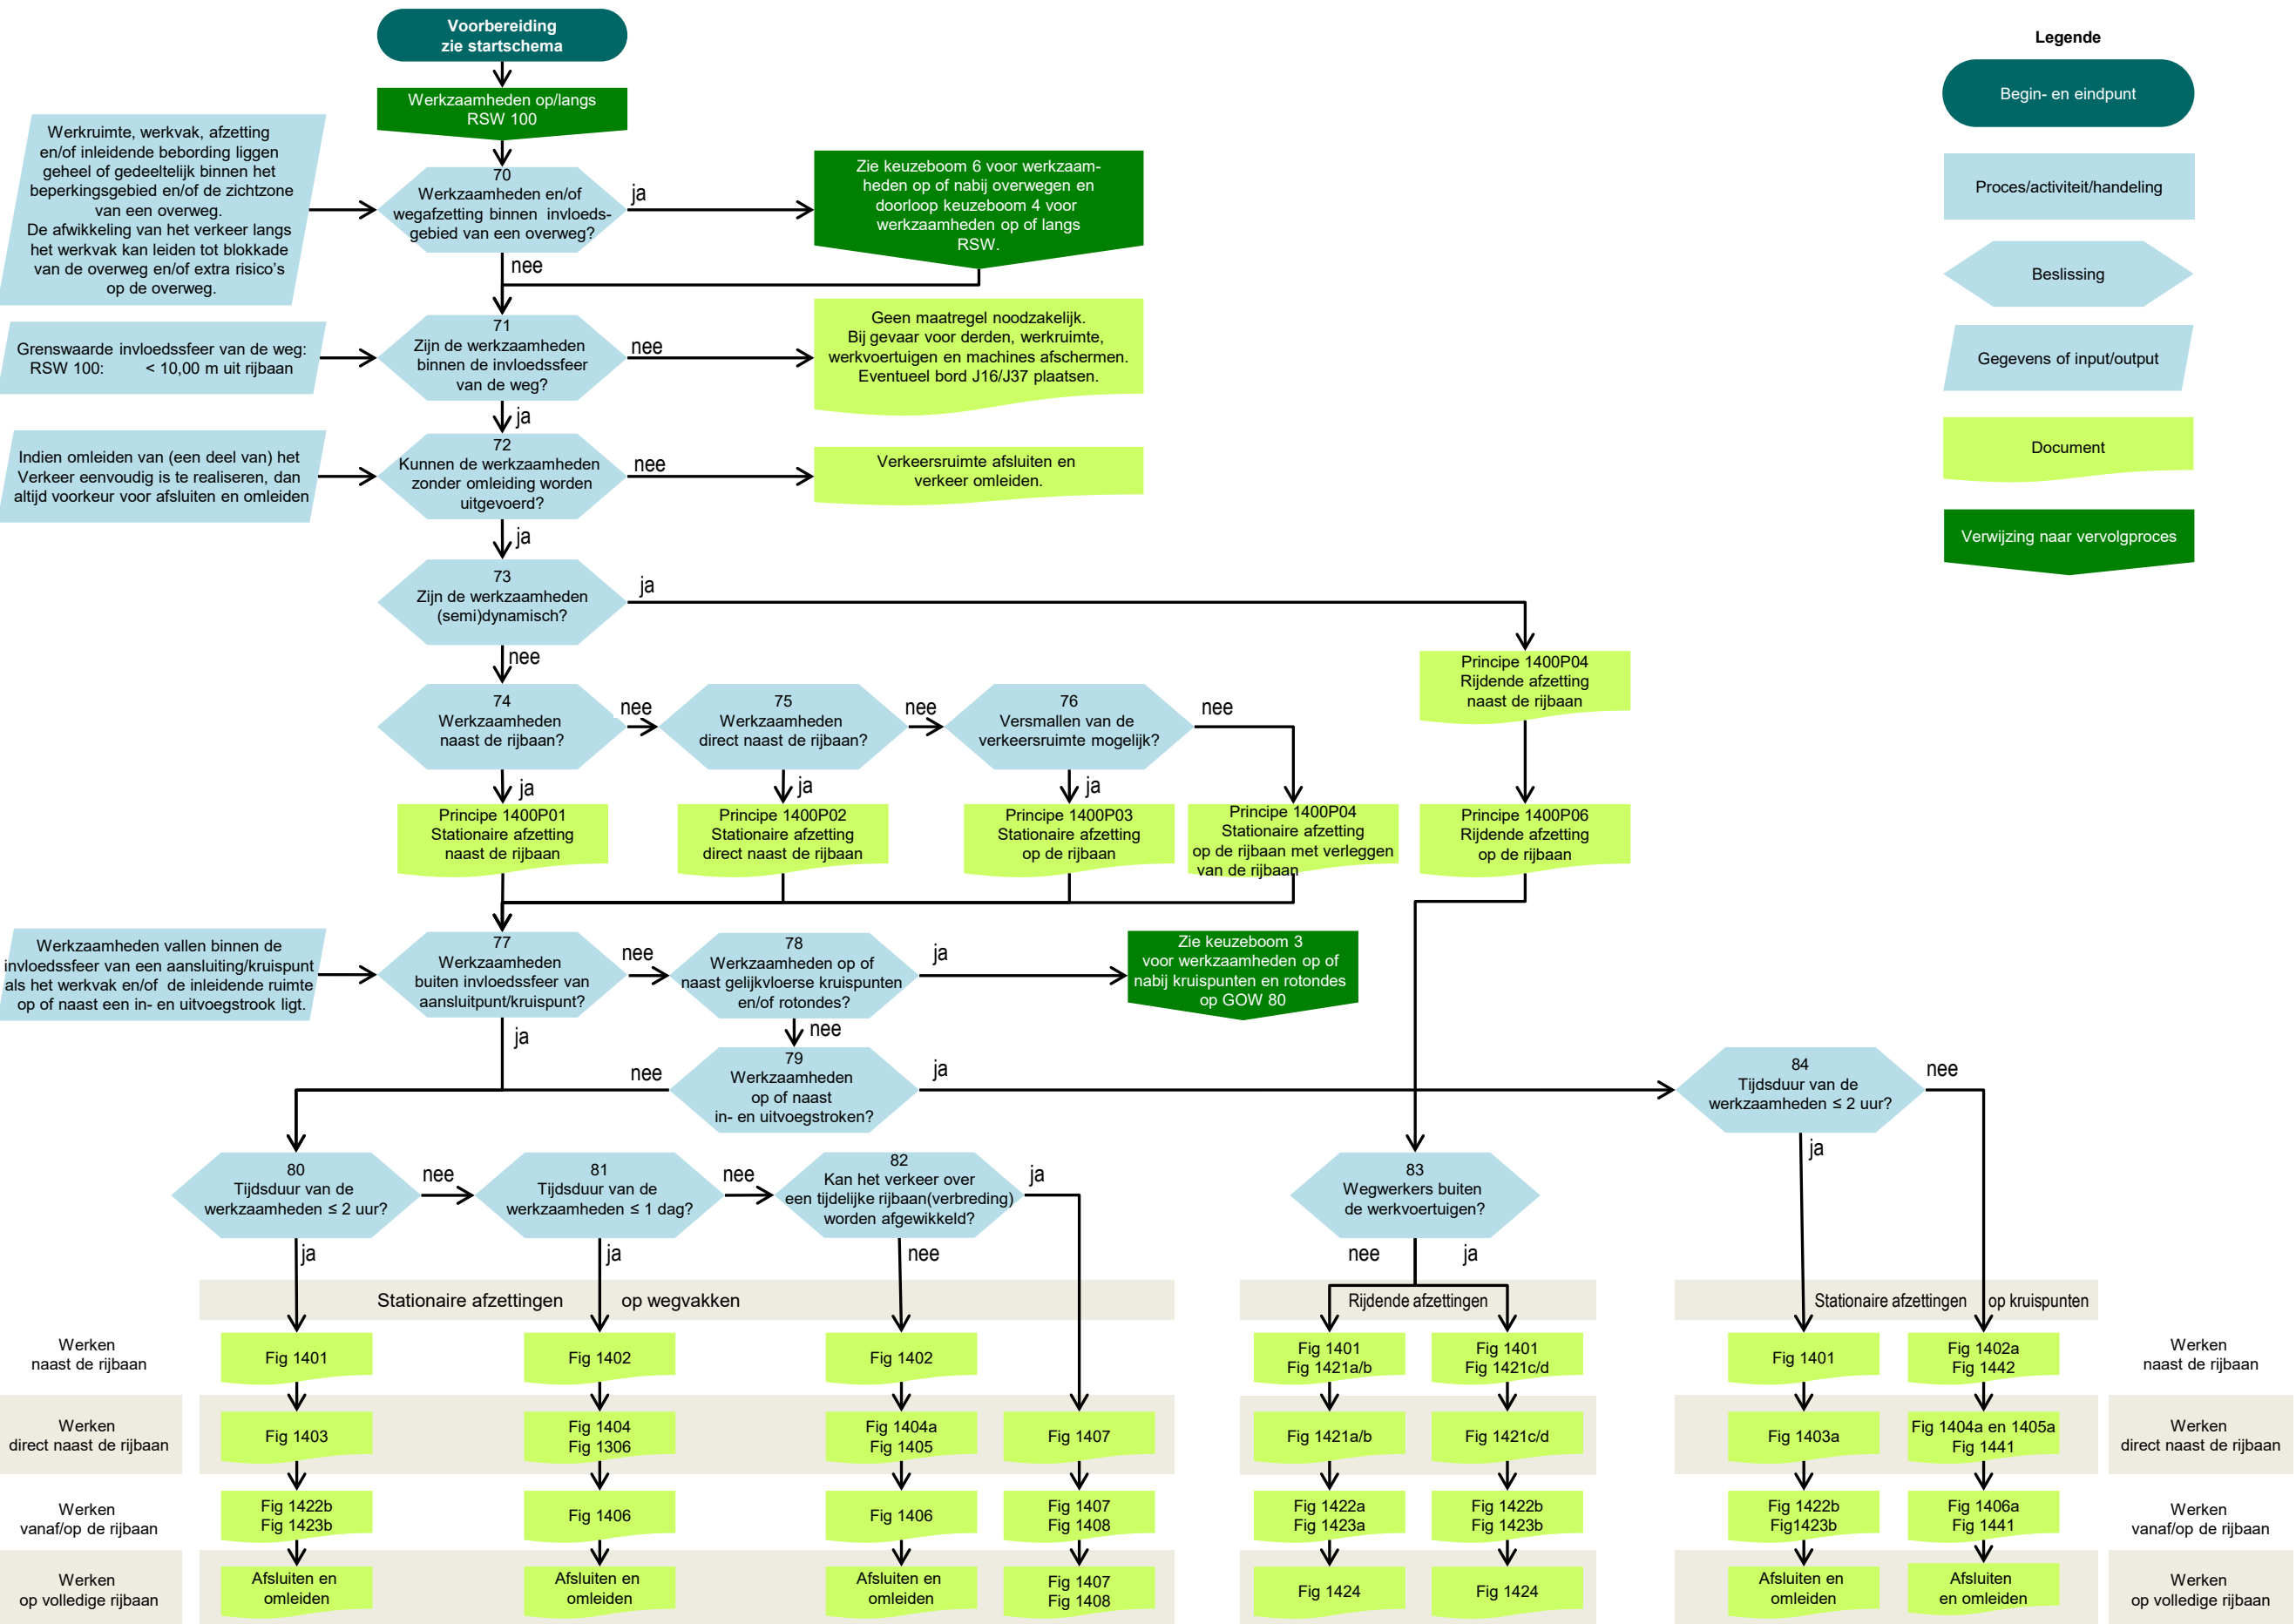 Voorbereiding
zie startschema
Legende
Begin- en eindpunt
Proces/activiteit/handeling
Beslissing
Gegevens of input/output
Document
Verwijzing naar vervolgproces
Werkzaamheden op/langs
RSW 100
Werkruimte, werkvak, afzetting
en/of inleidende bebording liggen
geheel of gedeeltelijk binnen het
beperkingsgebied en/of de zichtzone
van een overweg.
De afwikkeling van het verkeer langs
het werkvak kan leiden tot blokkade
van de overweg en/of extra risico's
op de overweg.
70
Werkzaamheden en/of
wegafzetting binnen invloeds-
gebied van een overweg?
ja
nee
Zie keuzeboom 6 voor werkzaam-
heden op of nabij overwegen en
doorloop keuzeboom 4 voor
werkzaamheden op of langs
RSW.
Grenswaarde invloedssfeer van de weg:
RSW 100: < 10,00 m uit rijbaan
71
Zijn de werkzaamheden
binnen de invloedssfeer
van de weg?
nee
ja
Geen maatregel noodzakelijk.
Bij gevaar voor derden, werkruimte,
werkvoertuigen en machines afschermen.
Eventueel bord J16/J37 plaatsen.
Indien omleiden van (een deel van) het
Verkeer eenvoudig is te realiseren, dan
altijd voorkeur voor afsluiten en omleiden
72
Kunnen de werkzaamheden
zonder omleiding worden
uitgevoerd?
nee
ja
Verkeersruimte afsluiten en
verkeer omleiden.
73
Zijn de werkzaamheden
(semi)dynamisch?
ja
nee
Principe 1400P04
Rijdende afzetting
naast de rijbaan
74
Werkzaamheden
naast de rijbaan?
nee
ja
75
Werkzaamheden
direct naast de rijbaan?
nee
ja
76
Versmallen van de
verkeersruimte mogelijk?
nee
ja
Principe 1400P01
Stationaire afzetting
naast de rijbaan
Principe 1400P02
Stationaire afzetting
direct naast de rijbaan
Principe 1400P03
Stationaire afzetting
op de rijbaan
Principe 1400P04
Stationaire afzetting
op de rijbaan met verleggen
van de rijbaan
Principe 1400P06
Rijdende afzetting
op de rijbaan
Werkzaamheden vallen binnen de
invloedssfeer van een aansluiting/kruispunt
als het werkvak en/of de inleidende ruimte
op of naast een in- en uitvoegstrook ligt.
77
Werkzaamheden
buiten invloedssfeer van
aansluitpunt/kruispunt?
nee
ja
78
Werkzaamheden op of
naast gelijkvloerse kruispunten
en/of rotondes?
ja
nee
Zie keuzeboom 3
voor werkzaamheden op of
nabij kruispunten en rotondes
op GOW 80
79
Werkzaamheden
op of naast
in- en uitvoegstroken?
nee
ja
84
Tijdsduur van de
werkzaamheden ≤ 2 uur?
nee
ja
80
Tijdsduur van de
werkzaamheden ≤ 2 uur?
nee
ja
81
Tijdsduur van de
werkzaamheden ≤ 1 dag?
nee
ja
82
Kan het verkeer over
een tijdelijke rijbaan(verbreding)
worden afgewikkeld?
ja
nee
83
Wegwerkers buiten
de werkvoertuigen?
nee
ja
Stationaire afzettingen op wegvakken
Rijdende afzettingen
Stationaire afzettingen op kruispunten
Werken
naast de rijbaan
Fig 1401
Fig 1402
Fig 1402
Fig 1401
Fig 1421a/b
Fig 1401
Fig 1421c/d
Fig 1401
Fig 1402a
Fig 1442
Werken
naast de rijbaan
Werken
direct naast de rijbaan
Fig 1403
Fig 1404
Fig 1306
Fig 1404a
Fig 1405
Fig 1407
Fig 1421a/b
Fig 1421c/d
Fig 1403a
Fig 1404a en 1405a
Fig 1441
Werken
direct naast de rijbaan
Werken
vanaf/op de rijbaan
Fig 1422b
Fig 1423b
Fig 1406
Fig 1406
Fig 1407
Fig 1408
Fig 1422a
Fig 1423a
Fig 1422b
Fig 1423b
Fig 1422b
Fig1423b
Fig 1406a
Fig 1441
Werken
vanaf/op de rijbaan
Werken
op volledige rijbaan
Afsluiten en
omleiden
Afsluiten en
omleiden
Afsluiten en
omleiden
Fig 1407
Fig 1408
Fig 1424
Fig 1424
Afsluiten en
omleiden
Afsluiten
en omleiden
Werken
op volledige rijbaan